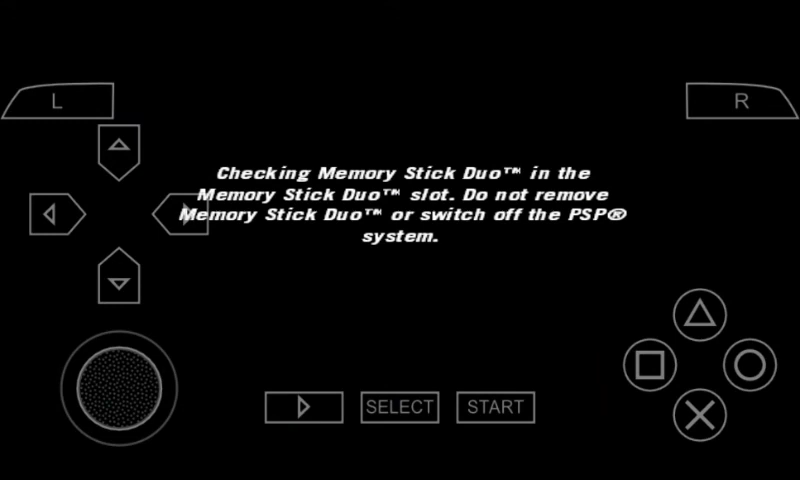 L
R
Checking Memory Stick Duo™ in the
Memory Stick Duo™ slot. Do not remove
Memory Stick Duo™ or switch off the PSP®
system.
SELECT
START